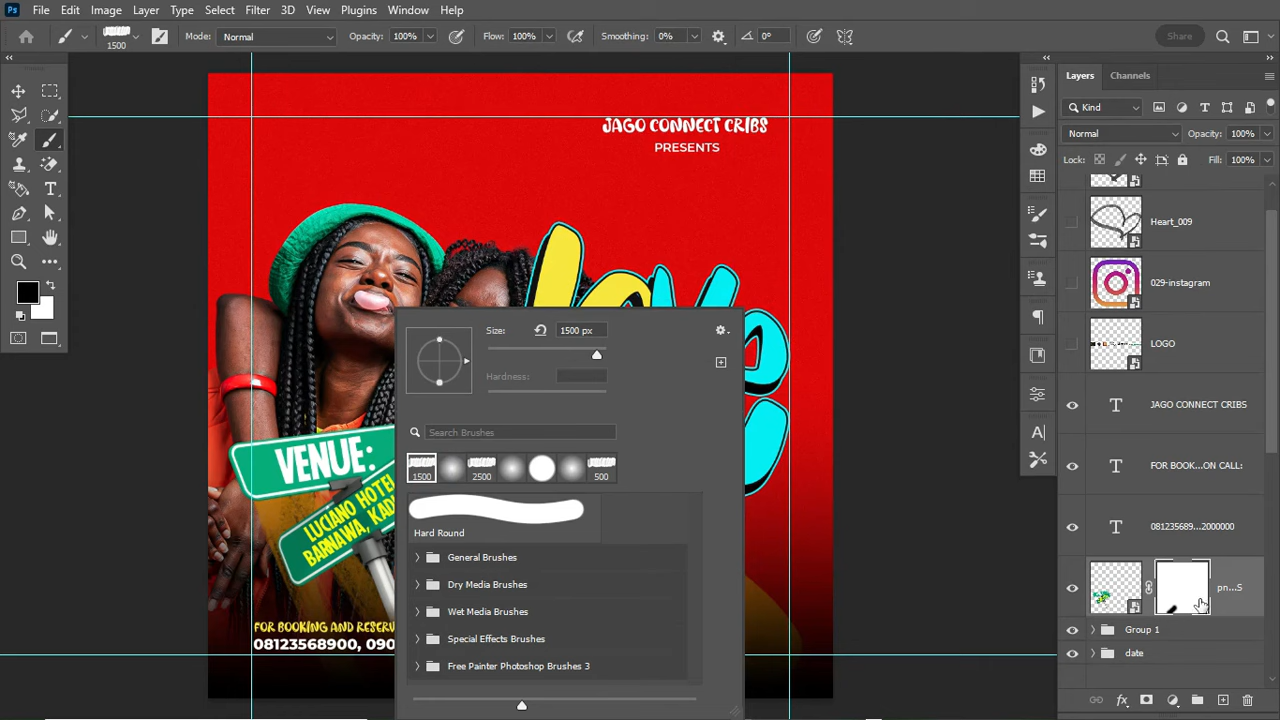 Ps File Edit Image Layer Type Select Filter 3D View Plugins Window Help
1500 Mode: Normal Opacity: 100% Flow: 100% Smoothing: 0% 0° Share
Layers Channels
Kind
Normal Opacity: 100%
Lock: Fill: 100%
Heart_009
029-instagram
LOGO
JAGO CONNECT CRIBS
FOR BOOK...ON CALL:
081235689...2000000
pn...S
Group 1
date
JAGO CONNECT CRIBS
PRESENTS
VENUE:
LUCIANO HOTEL
BARNAWA, KAD
FOR BOOKING AND RESERV
08123568900, 090
Size: 1500 px
Hardness:
Search Brushes
1500 2500 500
Hard Round
General Brushes
Dry Media Brushes
Wet Media Brushes
Special Effects Brushes
Free Painter Photoshop Brushes 3